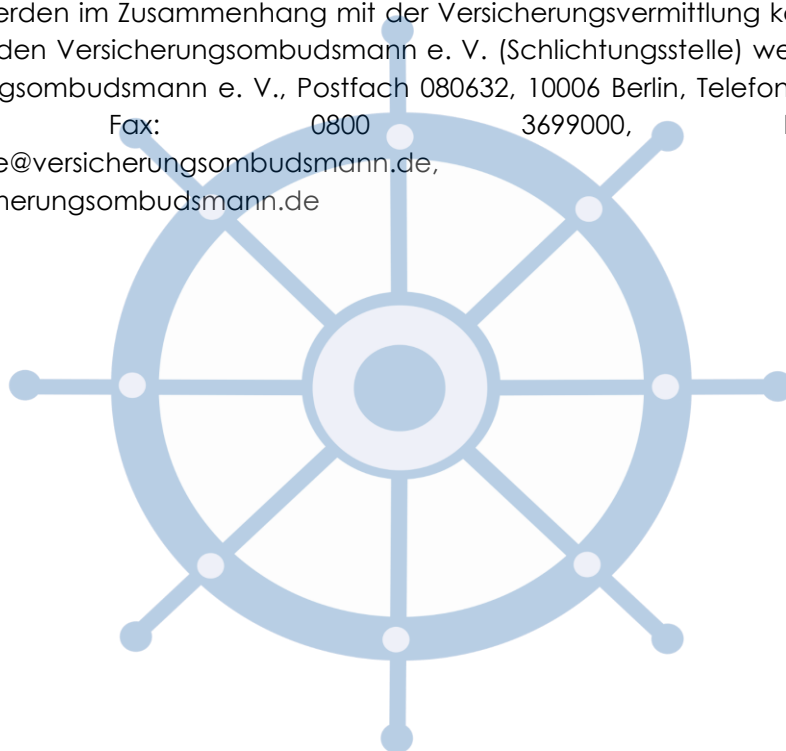 erden im Zusammenhang mit der Versicherungsvermittlung k
den Versicherungsombudsmann e. V. (Schlichtungsstelle) we
gsombudsmann e. V., Postfach 080632, 10006 Berlin, Telefon
Fax: 0800 3699000,
e@versicherungsombudsmann.de,
herungsombudsmann.de